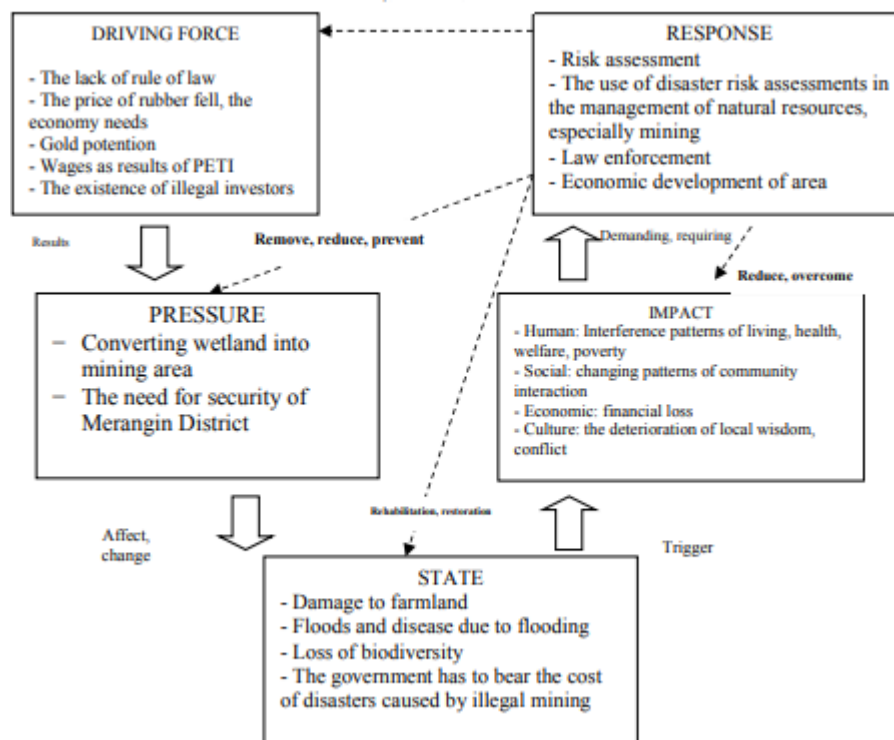 DRIVING FORCE
- The lack of rule of law
- The price of rubber fell, the
economy needs
- Gold potention
- Wages as results of PETI
- The existence of illegal investors
RESPONSE
- Risk assessment
- The use of disaster risk assessments in
the management of natural resources,
especially mining
- Law enforcement
- Economic development of area
Results
Remove, reduce, prevent
Demanding, requiring
Reduce, overcome
PRESSURE
− Converting wetland into
mining area
− The need for security of
Merangin District
IMPACT
- Human: Interference patterns of living, health,
welfare, poverty
- Social: changing patterns of community
interaction
- Economic: financial loss
- Culture: the deterioration of local wisdom,
conflict
Affect,
change
Rehabilitation, restoration
Trigger
STATE
- Damage to farmland
- Floods and disease due to flooding
- Loss of biodiversity
- The government has to bear the cost
of disasters caused by illegal mining